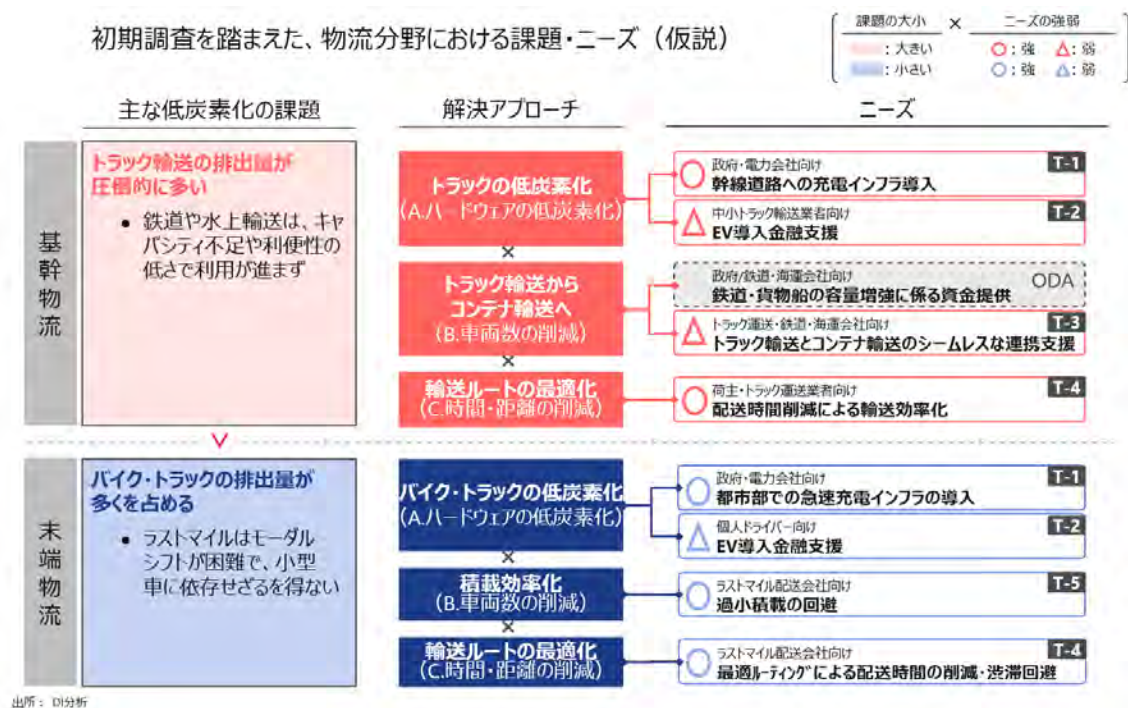 初期調査を踏まえた、物流分野における課題・ニーズ（仮説）
課題の大小 × ニーズの強弱
：大きい ○：強 △：弱
：小さい ○：強 △：弱
主な低炭素化の課題
解決アプローチ
ニーズ
基幹物流
トラック輸送の排出量が
圧倒的に多い
• 鉄道や水上輸送は、キャ
パシティ不足や利便性の
低さで利用が進まず
トラックの低炭素化
(A.ハードウェアの低炭素化)
×
トラック輸送から
コンテナ輸送へ
(B.車両数の削減)
×
輸送ルートの最適化
(C.時間・距離の削減)
政府・電力会社向け T-1
幹線道路への充電インフラ導入
中小トラック輸送業者向け T-2
EV導入金融支援
政府/鉄道・海運会社向け ODA
鉄道・貨物船の容量増強に係る資金提供
トラック運送・鉄道・海運会社向け T-3
トラック輸送とコンテナ輸送のシームレスな連携支援
荷主・トラック運送業者向け T-4
配送時間削減による輸送効率化
末端物流
バイク・トラックの排出量が
多くを占める
• ラストマイルはモーダル
シフトが困難で、小型
車に依存せざるを得ない
バイク・トラックの低炭素化
(A.ハードウェアの低炭素化)
×
積載効率化
(B.車両数の削減)
×
輸送ルートの最適化
(C.時間・距離の削減)
政府・電力会社向け T-1
都市部での急速充電インフラの導入
個人ドライバー向け T-2
EV導入金融支援
ラストマイル配送会社向け T-5
過小積載の回避
ラストマイル配送会社向け T-4
最適ルーティングによる配送時間の削減・渋滞回避
出所： DI分析